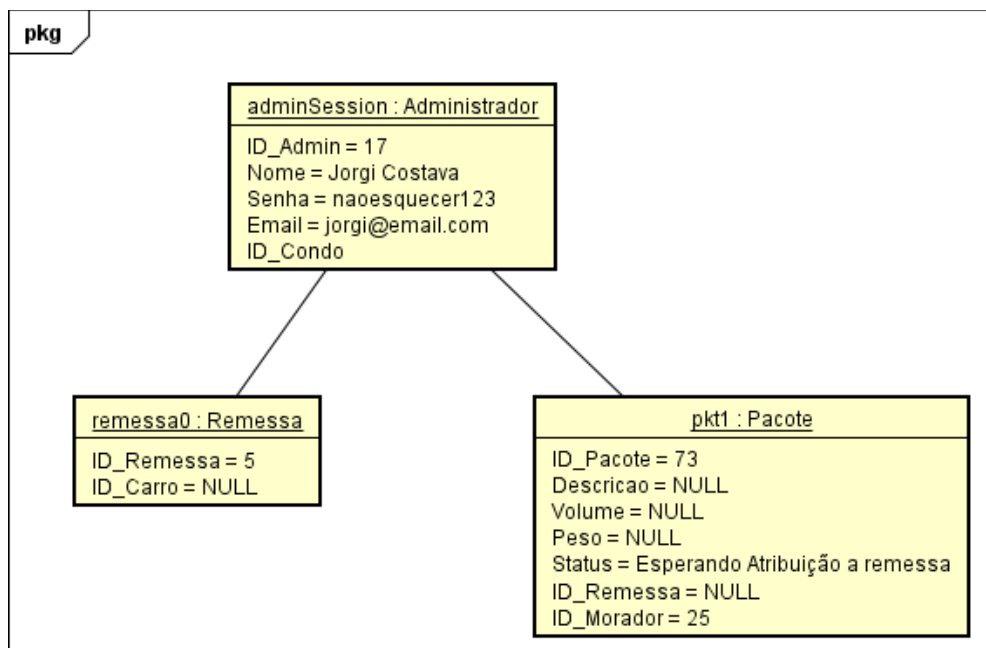 pkg
adminSession : Administrador
ID_Admin = 17
Nome = Jorgi Costava
Senha = naoesquecer123
Email = jorgi@email.com
ID_Condo
remessa0 : Remessa
ID_Remessa = 5
ID_Carro = NULL
pkt1 : Pacote
ID_Pacote = 73
Descricao = NULL
Volume = NULL
Peso = NULL
Status = Esperando Atribuição a remessa
ID_Remessa = NULL
ID_Morador = 25